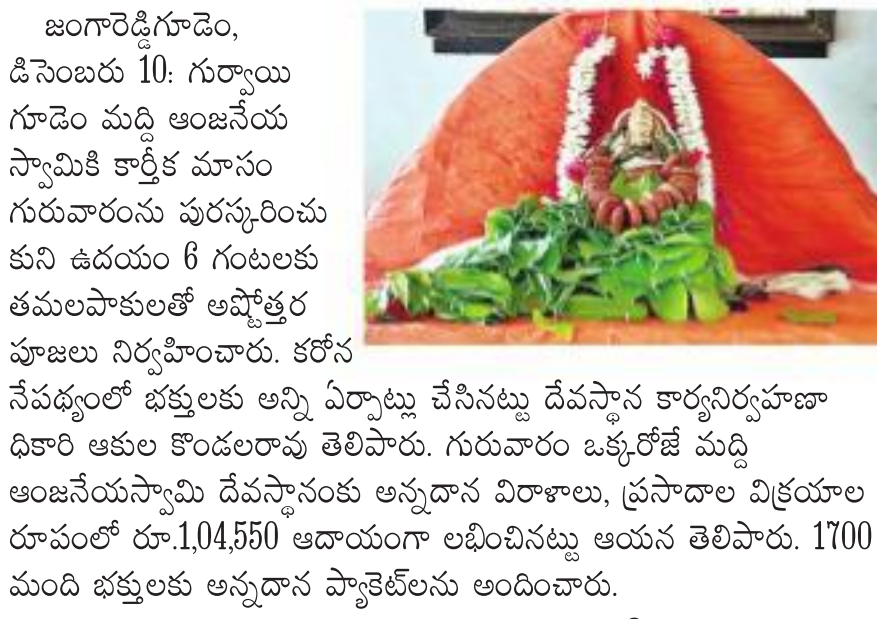 జంగారెడ్డిగూడెం,
డిసెంబరు 10: గుర్వాయి
గూడెం మద్ది ఆంజనేయ
స్వామికి కార్తీక మాసం
గురువారంను పురస్కరించు
కుని ఉదయం 6 గంటలకు
తమలపాకులతో అష్టోత్తర
పూజలు నిర్వహించారు. కరోన
నేపథ్యంలో భక్తులకు అన్ని ఏర్పాట్లు చేసినట్టు దేవస్థాన కార్యనిర్వహణా
ధికారి ఆకుల కొండలరావు తెలిపారు. గురువారం ఒక్కరోజే మద్ది
ఆంజనేయస్వామి దేవస్థానంకు అన్నదాన విరాళాలు, ప్రసాదాల విక్రయాల
రూపంలో రూ.1,04,550 ఆదాయంగా లభించినట్టు ఆయన తెలిపారు. 1700
మంది భక్తులకు అన్నదాన ప్యాకెట్‌లను అందించారు.